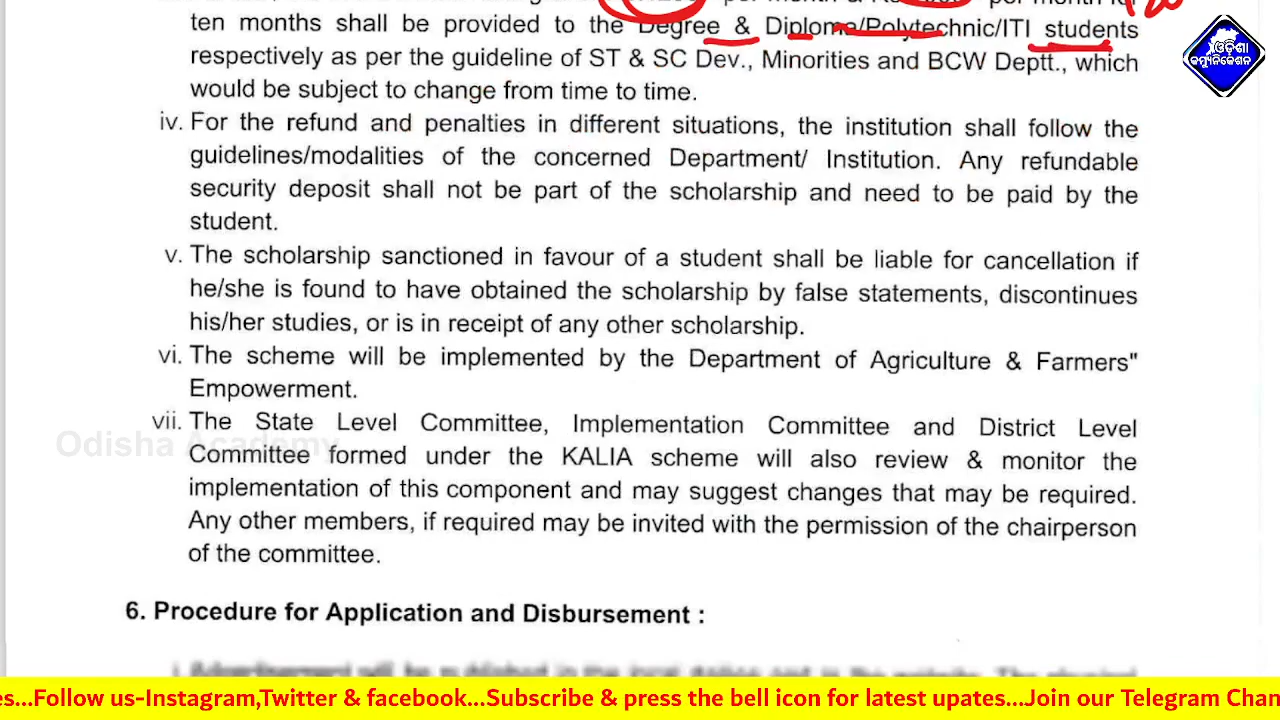 per month & per month for
ten months shall be provided to the Degree & Diploma/Polytechnic/ITI students
respectively as per the guideline of ST & SC Dev., Minorities and BCW Deptt., which
would be subject to change from time to time.
iv. For the refund and penalties in different situations, the institution shall follow the
guidelines/modalities of the concerned Department/ Institution. Any refundable
security deposit shall not be part of the scholarship and need to be paid by the
student.
v. The scholarship sanctioned in favour of a student shall be liable for cancellation if
he/she is found to have obtained the scholarship by false statements, discontinues
his/her studies, or is in receipt of any other scholarship.
vi. The scheme will be implemented by the Department of Agriculture & Farmers"
Empowerment.
vii. The State Level Committee, Implementation Committee and District Level
Committee formed under the KALIA scheme will also review & monitor the
implementation of this component and may suggest changes that may be required.
Any other members, if required may be invited with the permission of the chairperson
of the committee.
6. Procedure for Application and Disbursement :
ଓଡ଼ିଶା
କମ୍ୟୁନିକେଶନ
Odisha Academy
es...Follow us-Instagram,Twitter & facebook...Subscribe & press the bell icon for latest upates...Join our Telegram Chan